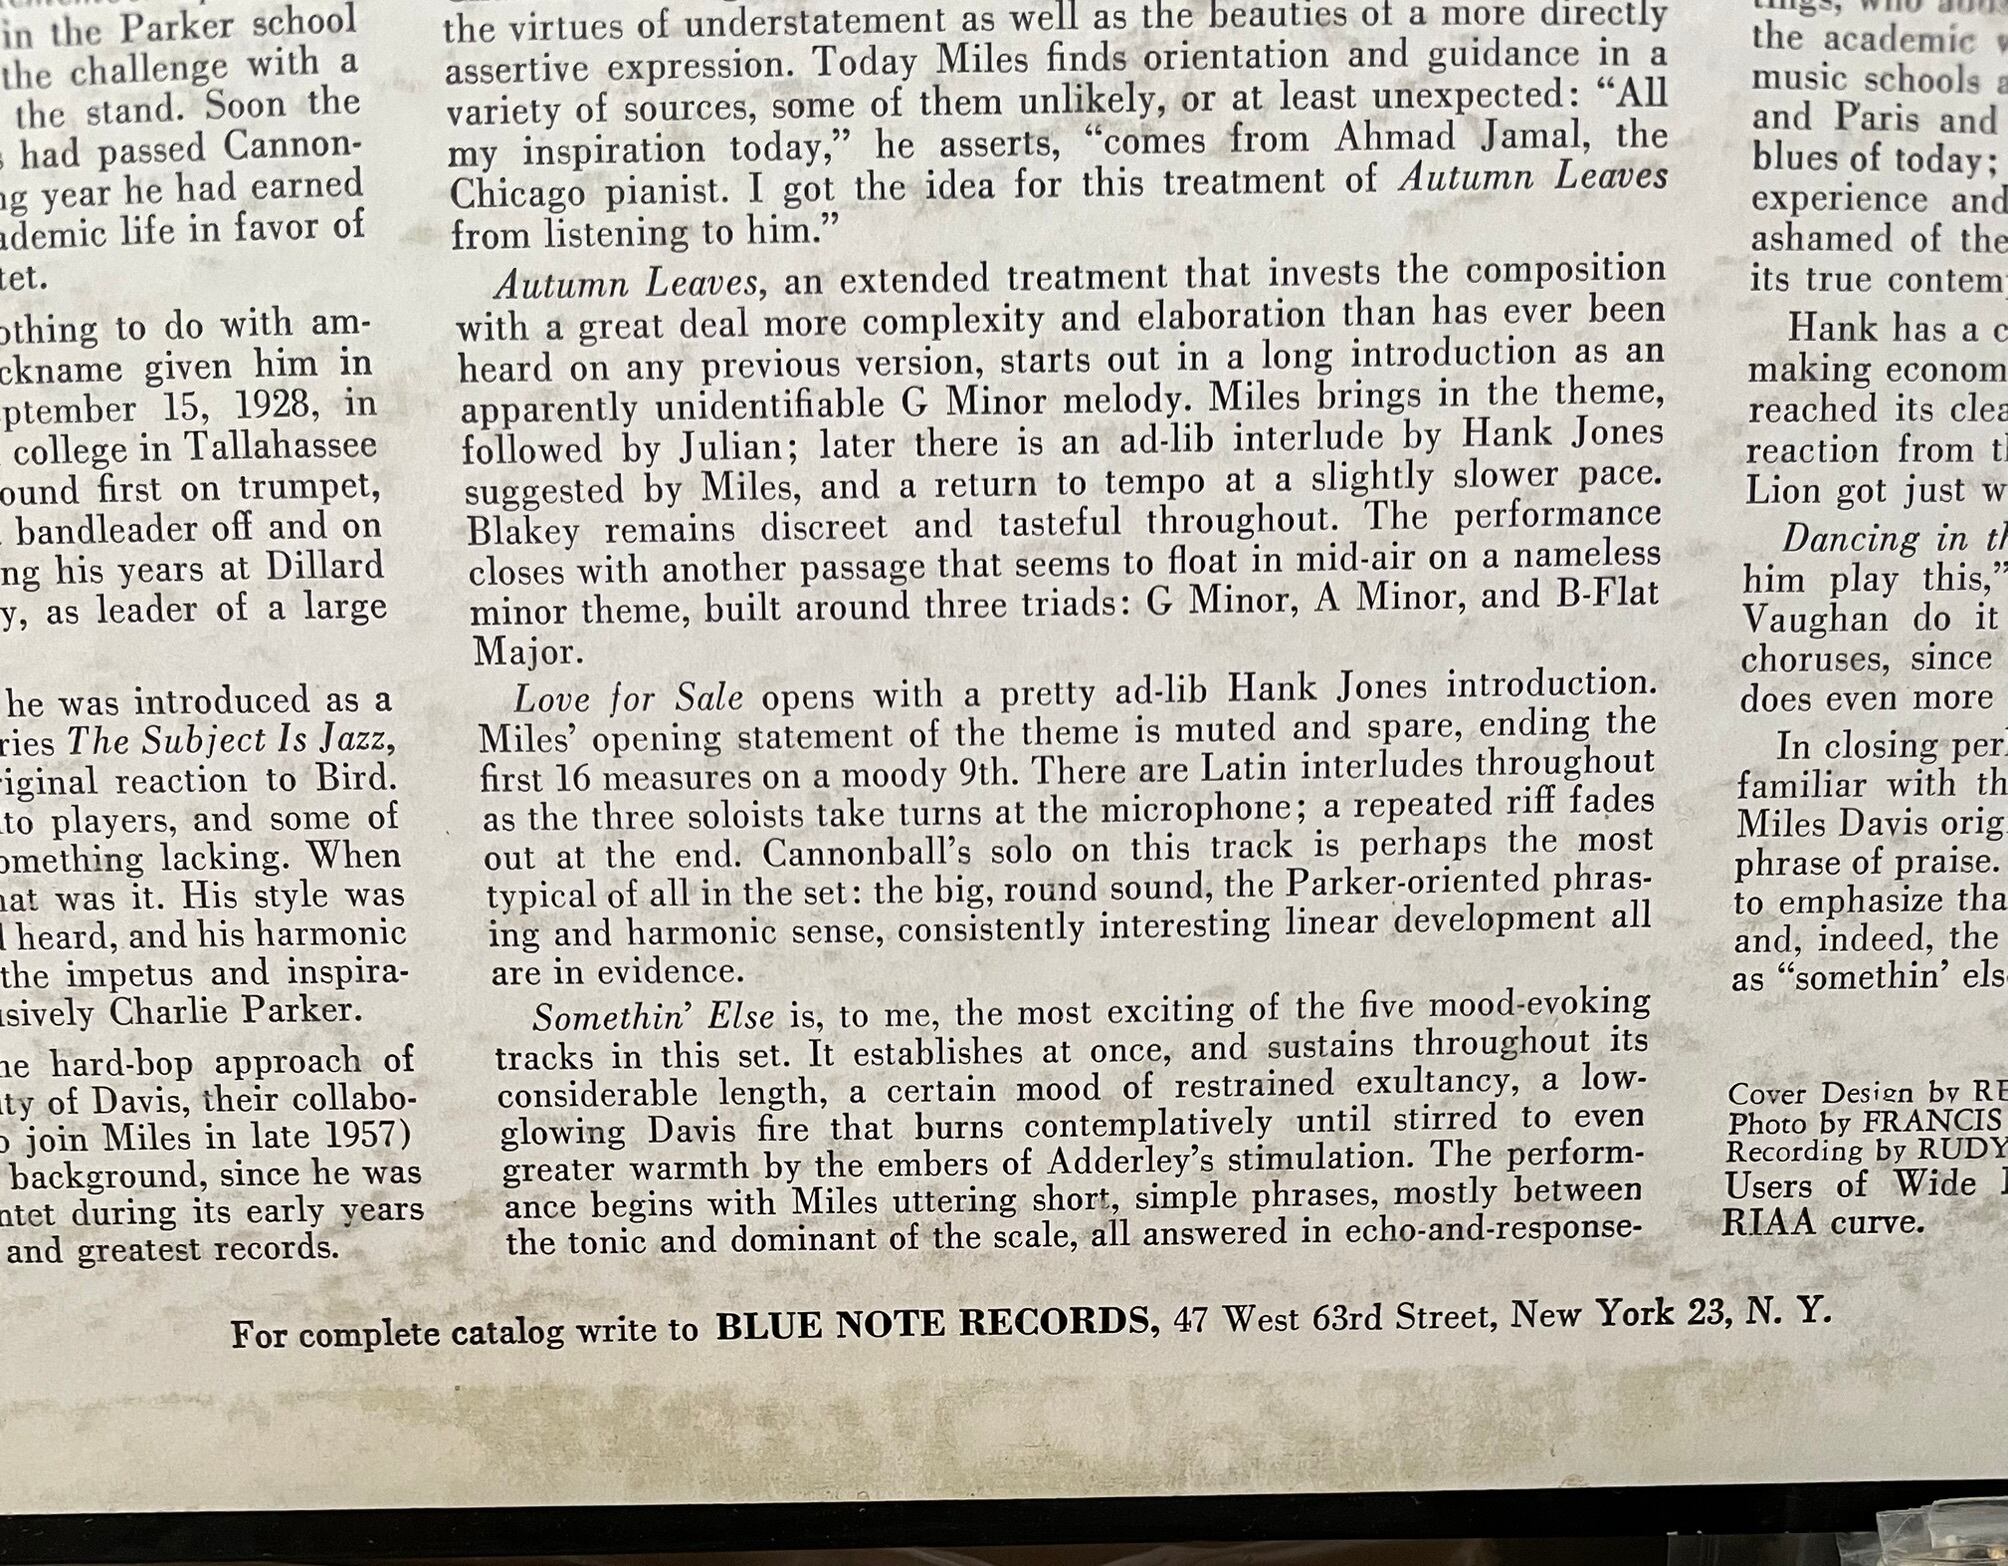 in the Parker school
the challenge with a
the stand. Soon the
had passed Cannon-
year he had earned
life in favor of
to do with am-
given him in
15, 1928, in
college in Tallahassee
first on trumpet,
bandleader off and on
his years at Dillard
as leader of a large
he was introduced as a
The Subject Is Jazz,
reaction to Bird.
players, and some of
lacking. When
was it. His style was
heard, and his harmonic
the impetus and inspira-
Charlie Parker.
hard-bop approach of
of Davis, their collabo-
join Miles in late 1957)
background, since he was
during its early years
and greatest records.
the virtues of understatement as well as the beauties of a more directly
assertive expression. Today Miles finds orientation and guidance in a
variety of sources, some of them unlikely, or at least unexpected: “All
my inspiration today,” he asserts, “comes from Ahmad Jamal, the
Chicago pianist. I got the idea for this treatment of Autumn Leaves
from listening to him.”
Autumn Leaves, an extended treatment that invests the composition
with a great deal more complexity and elaboration than has ever been
heard on any previous version, starts out in a long introduction as an
apparently unidentifiable G Minor melody. Miles brings in the theme,
followed by Julian; later there is an ad-lib interlude by Hank Jones
suggested by Miles, and a return to tempo at a slightly slower pace.
Blakey remains discreet and tasteful throughout. The performance
closes with another passage that seems to float in mid-air on a nameless
minor theme, built around three triads: G Minor, A Minor, and B-Flat
Major.
Love for Sale opens with a pretty ad-lib Hank Jones introduction.
Miles’ opening statement of the theme is muted and spare, ending the
first 16 measures on a moody 9th. There are Latin interludes throughout
as the three soloists take turns at the microphone; a repeated riff fades
out at the end. Cannonball’s solo on this track is perhaps the most
typical of all in the set: the big, round sound, the Parker-oriented phras-
ing and harmonic sense, consistently interesting linear development all
are in evidence.
Somethin’ Else is, to me, the most exciting of the five mood-evoking
tracks in this set. It establishes at once, and sustains throughout its
considerable length, a certain mood of restrained exultancy, a low-
glowing Davis fire that burns contemplatively until stirred to even
greater warmth by the embers of Adderley’s stimulation. The perform-
ance begins with Miles uttering short, simple phrases, mostly between
the tonic and dominant of the scale, all answered in echo-and-response-
the academic
music schools
and Paris and
blues of today;
experience and
ashamed of the
its true
Hank has a
making
reached its
reaction from
Lion got just
Dancing in
him play this,”
Vaughan do it
choruses, since
does even more
In closing
familiar with
Miles Davis
phrase of praise.
to emphasize
and, indeed, the
as “somethin’
Cover Design by
Photo by FRANCIS
Recording by RUDY
Users of Wide
RIAA curve.
For complete catalog write to BLUE NOTE RECORDS, 47 West 63rd Street, New York 23, N. Y.